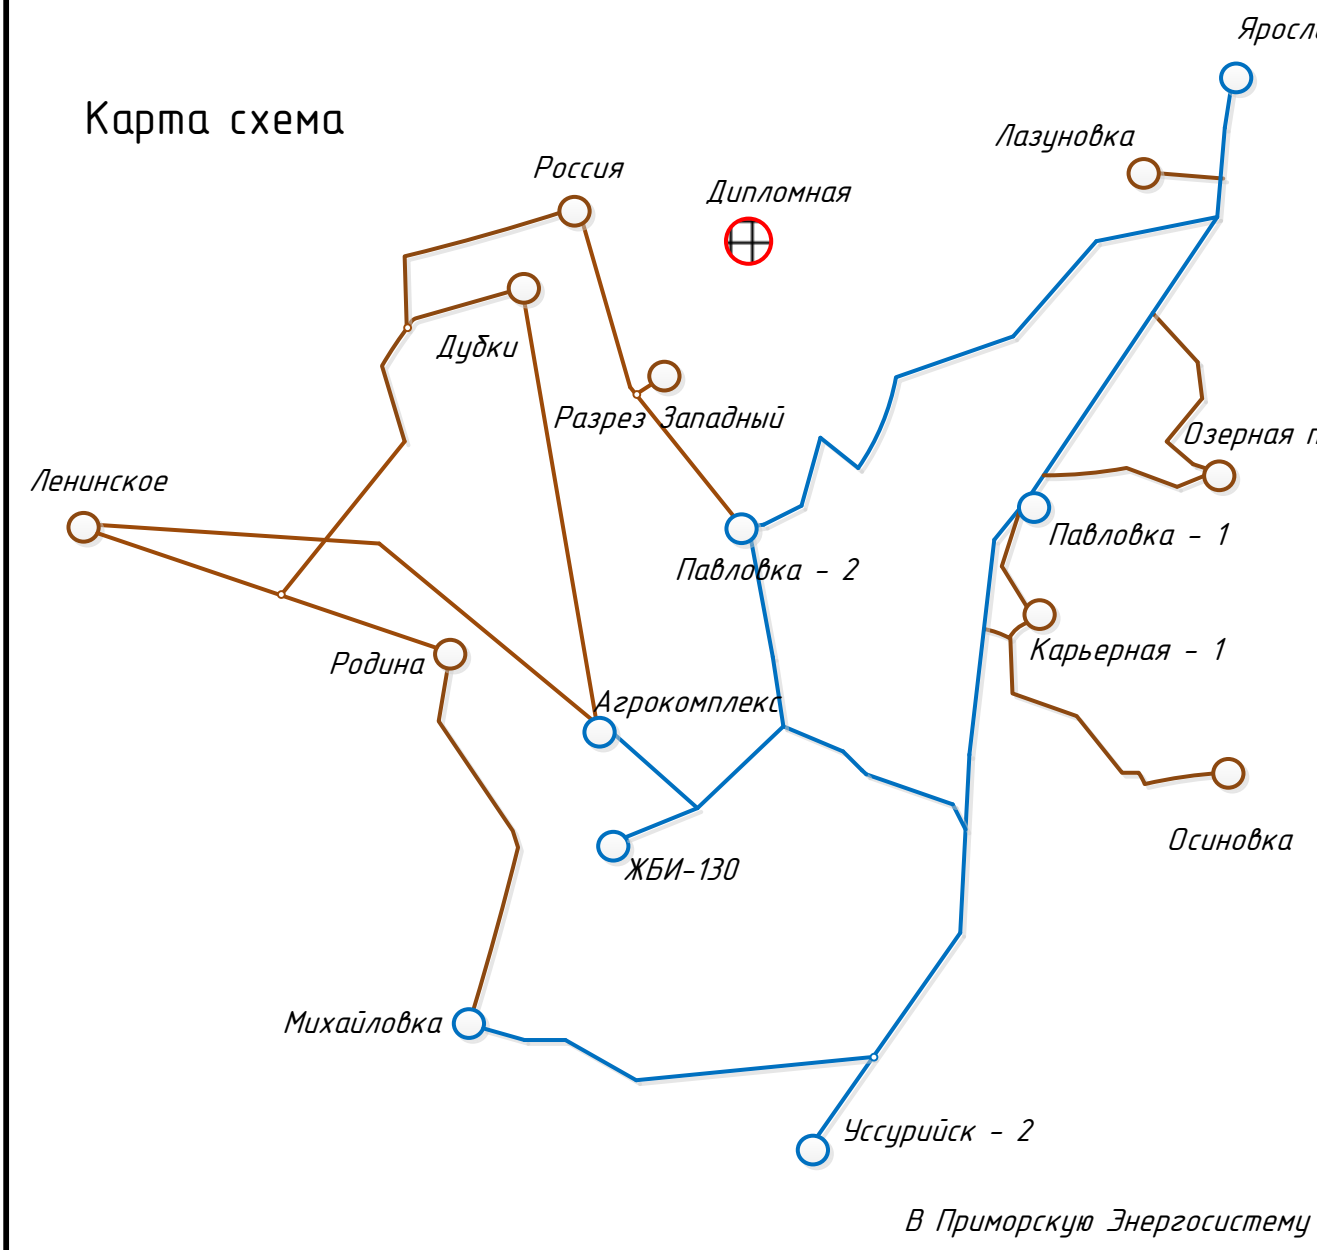 Яросл
Карта схема
Лазуновка
Россия
Дипломная
Дубки
Разрез Западный
Озерная п
Ленинское
Павловка - 1
Павловка - 2
Карьерная - 1
Родина
Агрокомплекс
Осиновка
ЖБИ-130
Михайловка
Уссурийск - 2
В Приморскую Энергосистему